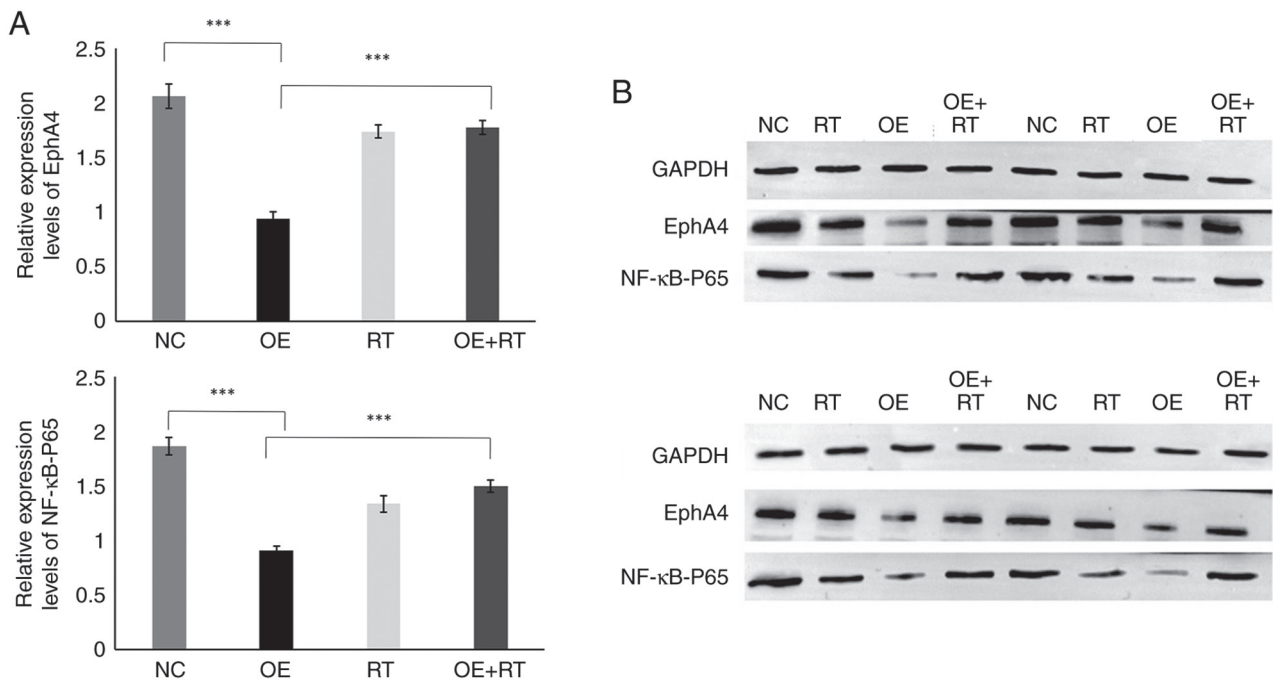 A
***
***
Relative expression
levels of EphA4
2.5
2
1.5
1
0.5
0
NC OE RT OE+RT
***
***
Relative expression
levels of NF-κB-P65
2.5
2
1.5
1
0.5
0
NC OE RT OE+RT
B
OE+ OE+
NC RT OE RT NC RT OE RT
GAPDH
EphA4
NF-κB-P65
OE+ OE+
NC RT OE RT NC RT OE RT
GAPDH
EphA4
NF-κB-P65